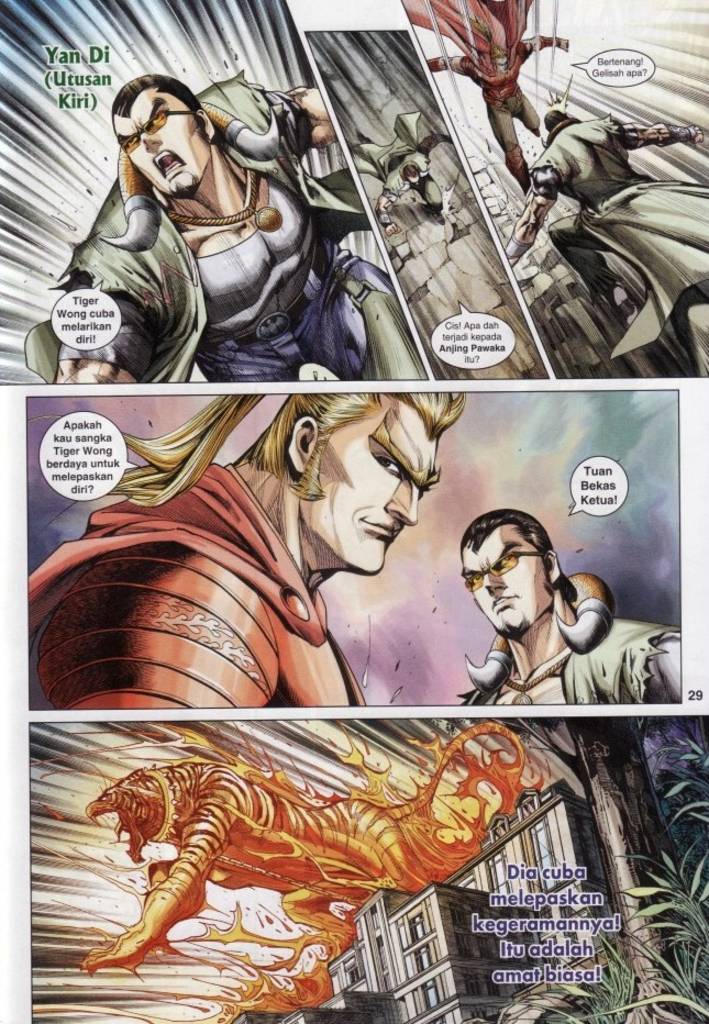 Yan Di
(Utusan
Kiri)
Tiger
Wong cuba
melarikan
diri!
Cis! Apa dah
terjadi kepada
Anjing Pawaka
itu?
Bertenang!
Gelisah apa?
Apakah
kau sangka
Tiger Wong
berdaya untuk
melepaskan
diri?
Tuan
Bekas
Ketua!
29
Dia cuba
melepaskan
kegeramannya!
Itu adalah
amat biasa!